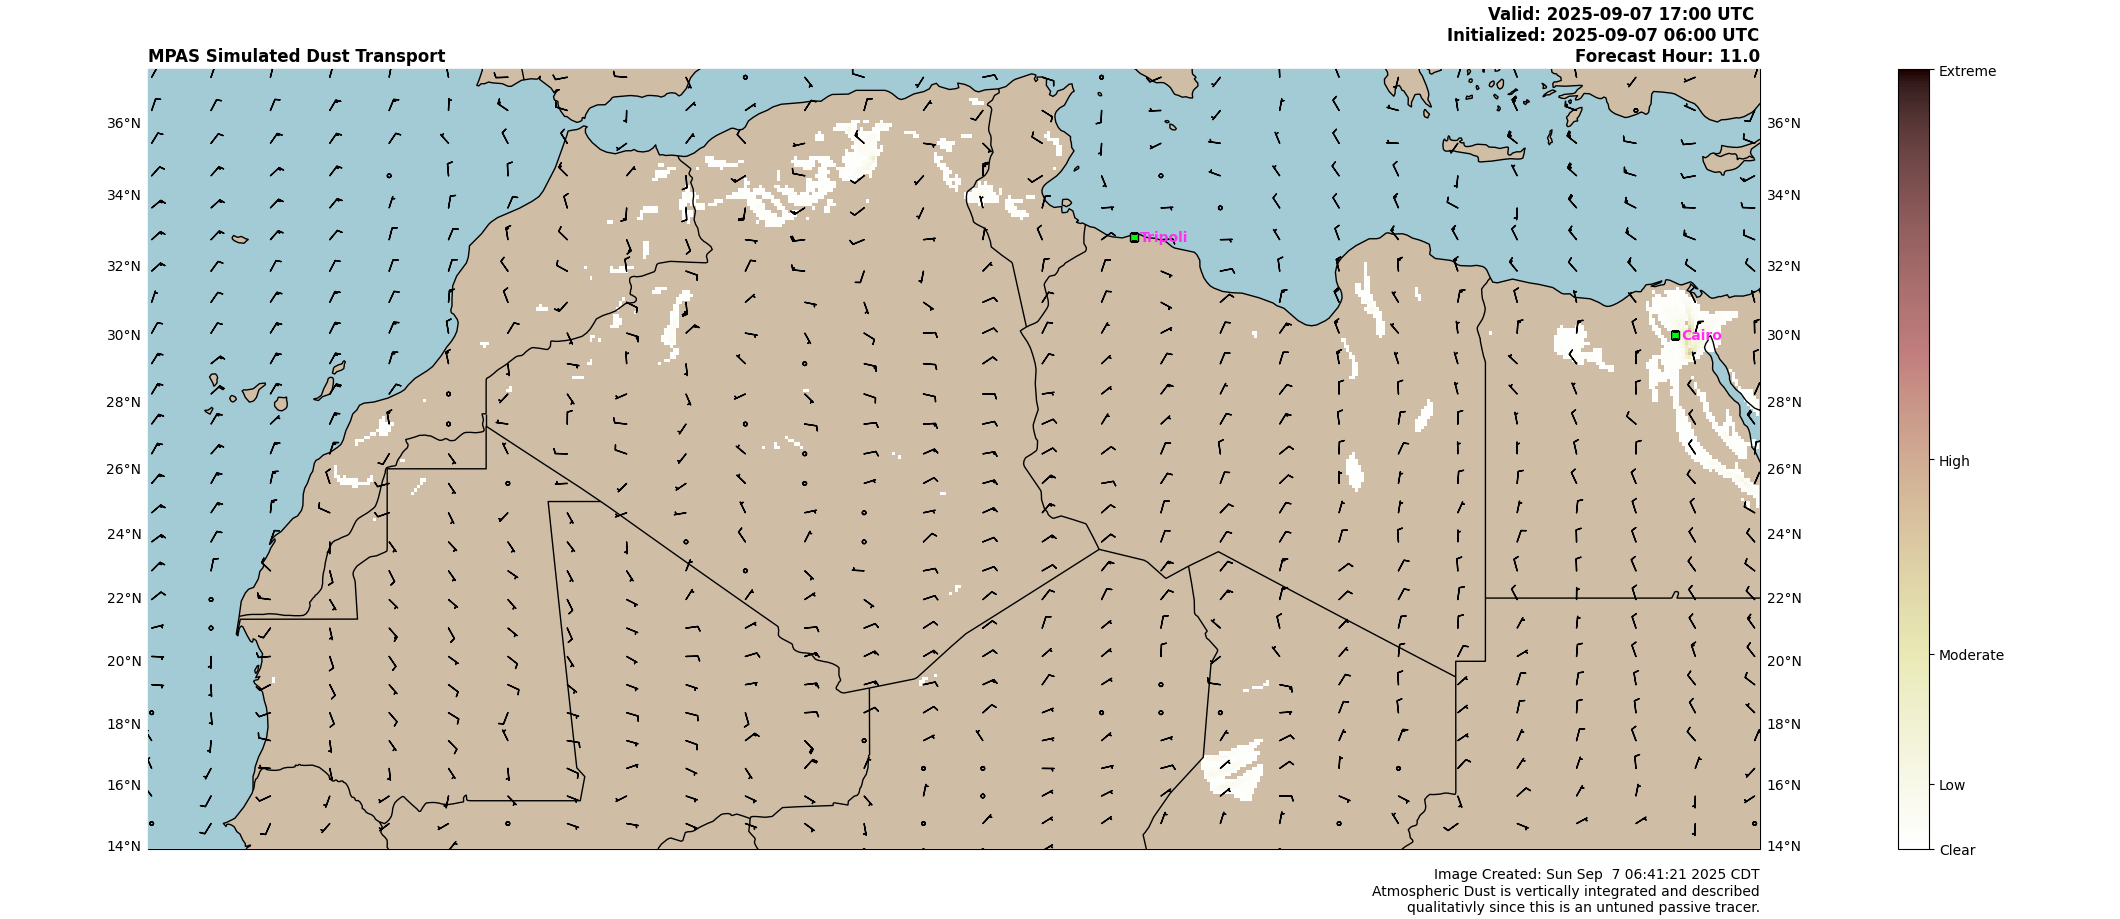 Valid: 2025-09-07 17:00 UTC
Initialized: 2025-09-07 06:00 UTC
MPAS Simulated Dust Transport
Forecast Hour: 11.0
Extreme
36°N
36°N
34°N
34°N
Tripoli
32°N
32°N
30°N
Cairo
30°N
28°N
28°N
26°N
26°N
High
24°N
24°N
22°N
22°N
20°N
20°N
Moderate
18°N
18°N
16°N
16°N
Low
14°N
14°N
Clear
Image Created: Sun Sep  7 06:41:21 2025 CDT
Atmospheric Dust is vertically integrated and described
qualitativly since this is an untuned passive tracer.